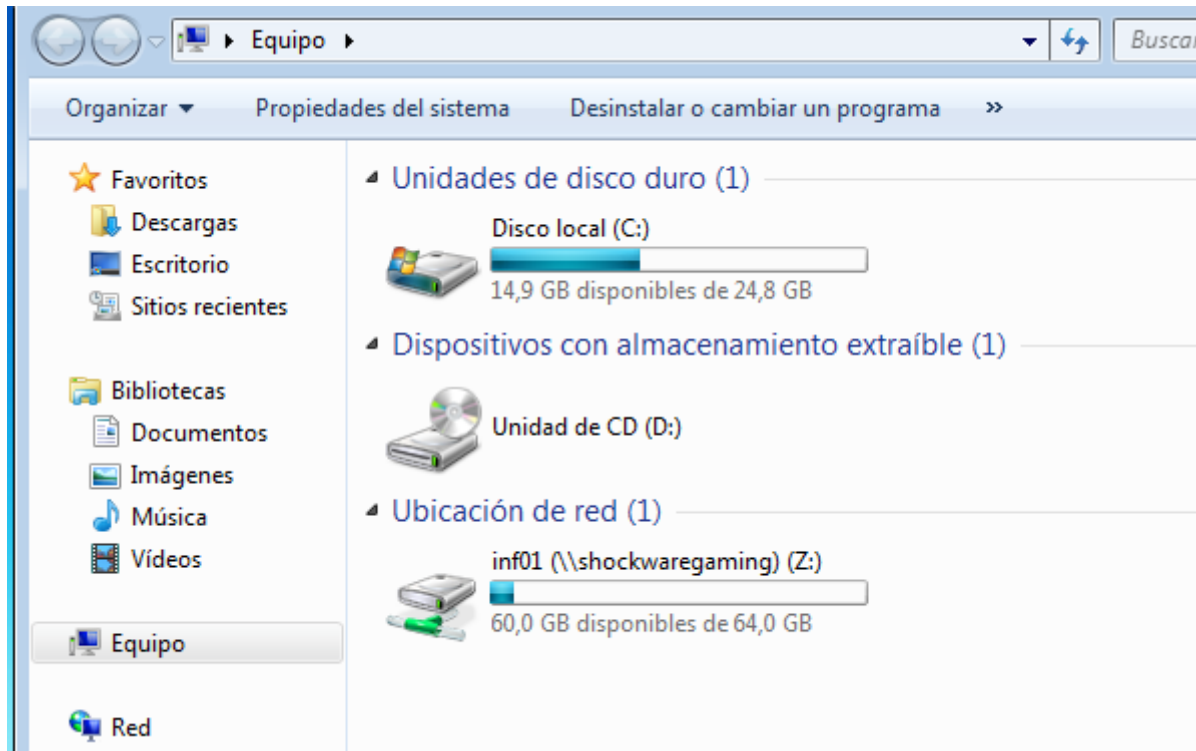 Equipo
Buscar
Organizar
Propiedades del sistema
Desinstalar o cambiar un programa
»
Favoritos
Descargas
Escritorio
Sitios recientes
Bibliotecas
Documentos
Imágenes
Música
Vídeos
Equipo
Red
Unidades de disco duro (1)
Disco local (C:)
14,9 GB disponibles de 24,8 GB
Dispositivos con almacenamiento extraíble (1)
Unidad de CD (D:)
Ubicación de red (1)
inf01 (\\shockwaregaming) (Z:)
60,0 GB disponibles de 64,0 GB